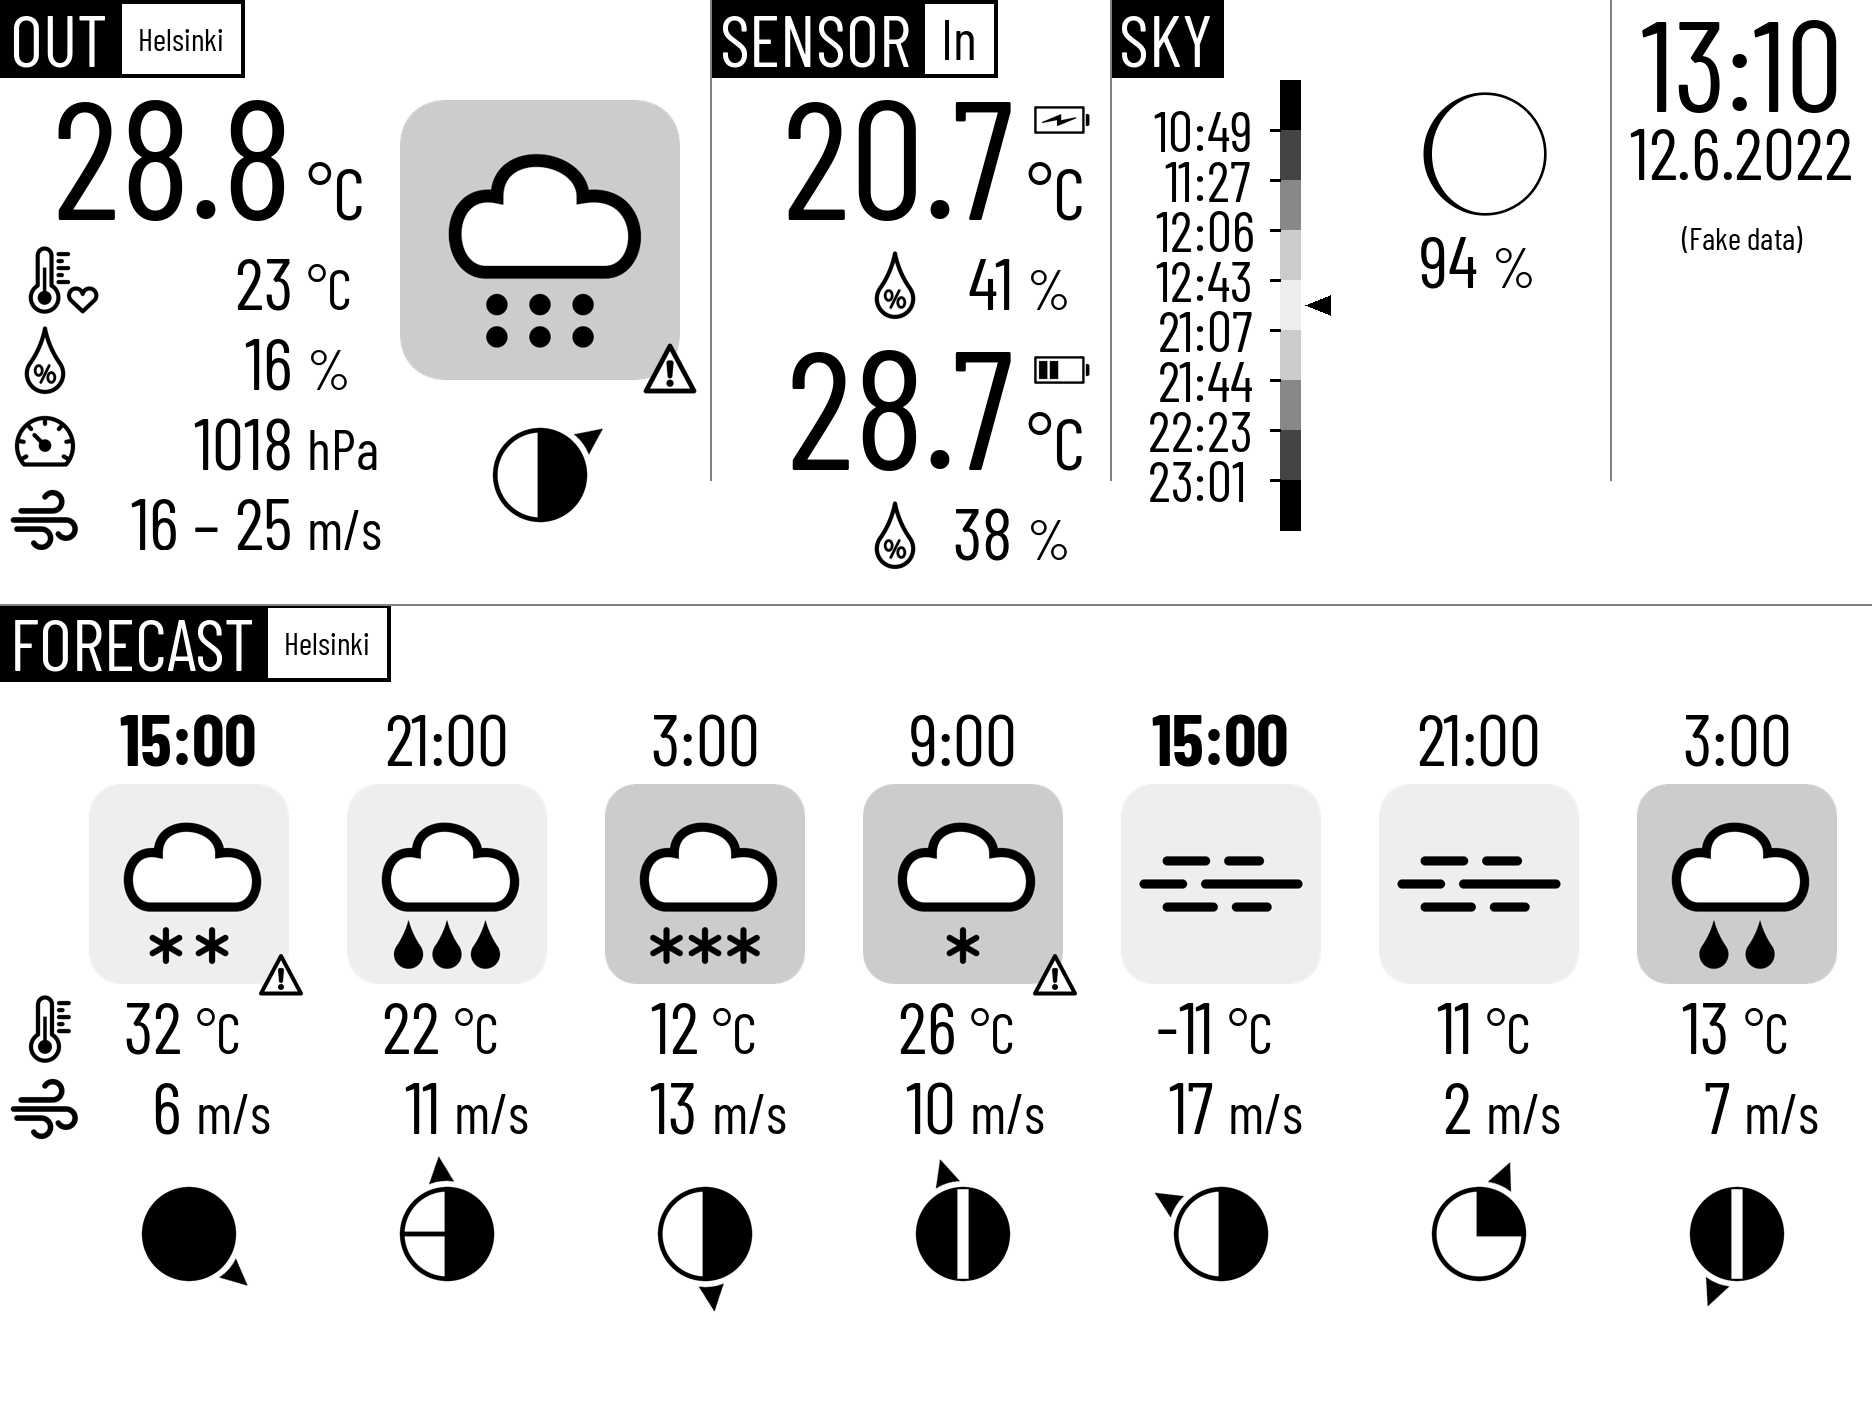 OUT Helsinki
28.8 °C
23 °C
% 16 %
1018 hPa
16 – 25 m/s
SENSOR In
20.7 °C
% 41 %
28.7 °C
% 38 %
SKY
10:49
11:27
12:06
12:43
21:07
21:44
22:23
23:01
94 %
13:10
12.6.2022
(Fake data)
FORECAST Helsinki
15:00 21:00 3:00 9:00 15:00 21:00 3:00
32 °C 22 °C 12 °C 26 °C -11 °C 11 °C 13 °C
6 m/s 11 m/s 13 m/s 10 m/s 17 m/s 2 m/s 7 m/s